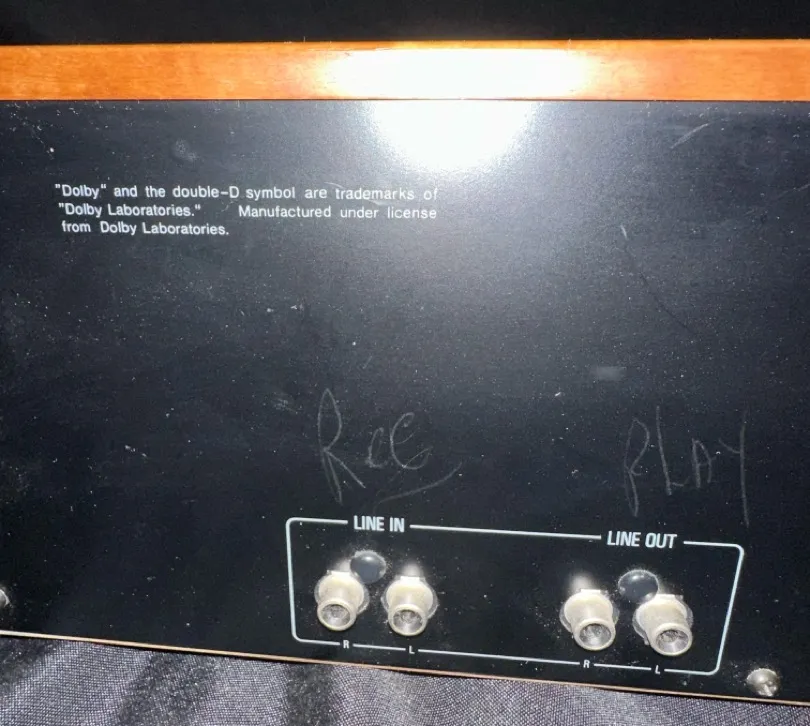 "Dolby" and the double-D symbol are trademarks of
"Dolby Laboratories." Manufactured under license
from Dolby Laboratories.
Rec PLAY
LINE IN LINE OUT
R L R L